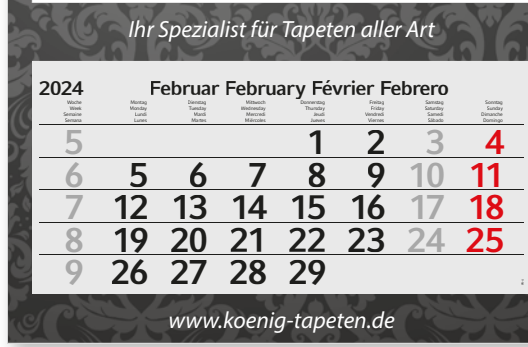 Ihr Spezialist für Tapeten aller Art
2024 Februar February Février Febrero
Woche Montag Dienstag Mittwoch Donnerstag Freitag Samstag Sonntag
Week Monday Tuesday Wednesday Thursday Friday Saturday Sunday
Semaine Lundi Mardi Mercredi Jeudi Vendredi Samedi Dimanche
Semana Lunes Martes Miércoles Jueves Viernes Sábado Domingo
5 1 2 3 4
6 5 6 7 8 9 10 11
7 12 13 14 15 16 17 18
8 19 20 21 22 23 24 25
9 26 27 28 29
www.koenig-tapeten.de